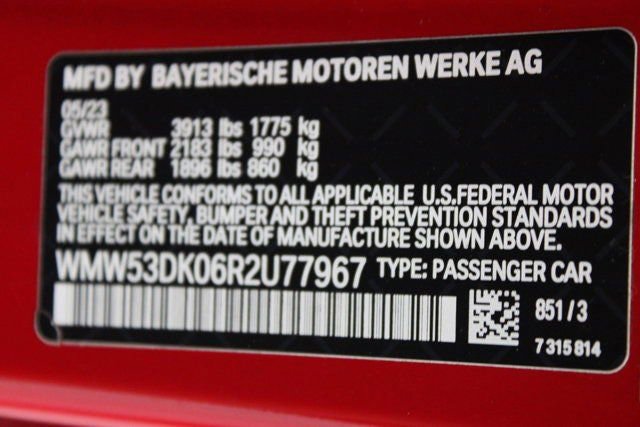 MFD BY BAYERISCHE MOTOREN WERKE AG
05/23
GVWR 3913 lbs 1775 kg
GAWR FRONT 2183 lbs 990 kg
GAWR REAR 1896 lbs 860 kg
THIS VEHICLE CONFORMS TO ALL APPLICABLE U.S.FEDERAL MOTOR
VEHICLE SAFETY, BUMPER AND THEFT PREVENTION STANDARDS
IN EFFECT ON THE DATE OF MANUFACTURE SHOWN ABOVE.
WMW53DK06R2U77967 TYPE: PASSENGER CAR
851/3
7 315 814